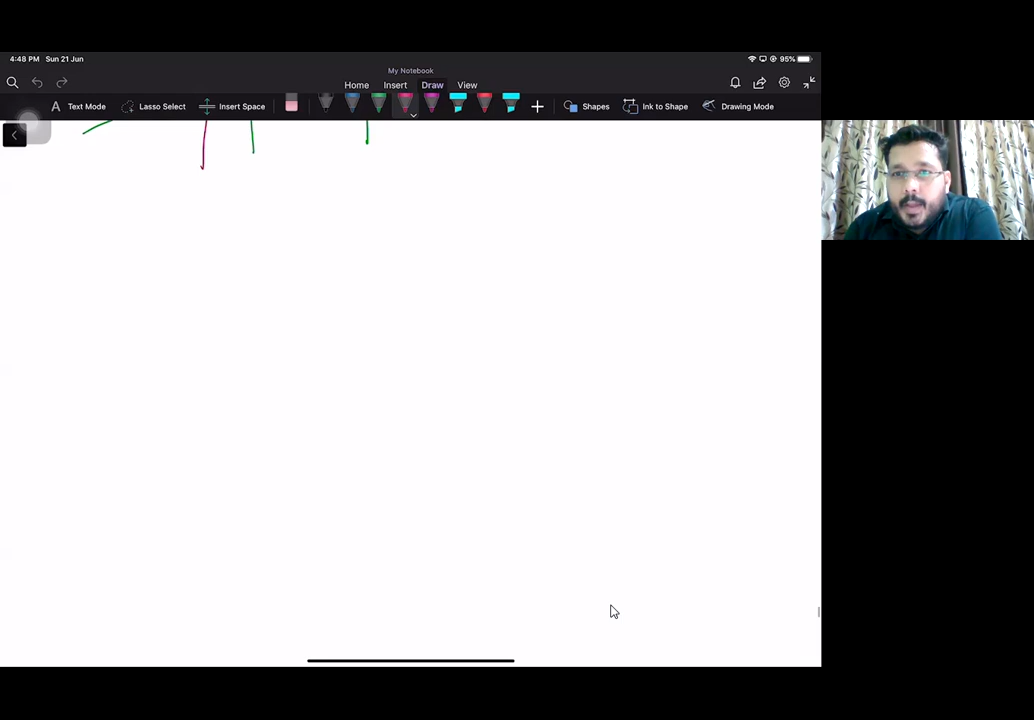 4:48 PM Sun 21 Jun
95%
My Notebook
Home Insert Draw View
Text Mode Lasso Select Insert Space Shapes Ink to Shape Drawing Mode